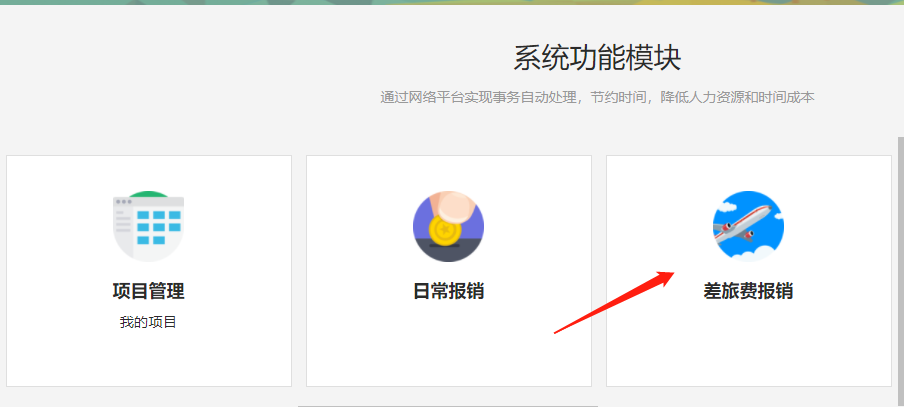 系统功能模块
通过网络平台实现事务自动处理，节约时间，降低人力资源和时间成本
项目管理
我的项目
日常报销
差旅费报销